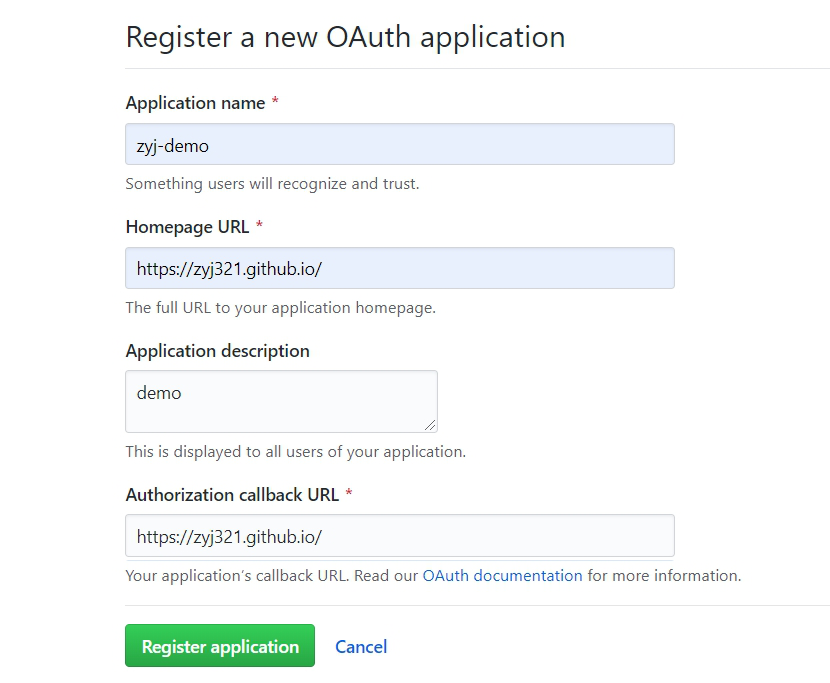 Register a new OAuth application
Application name *
zyj-demo
Something users will recognize and trust.
Homepage URL *
https://zyj321.github.io/
The full URL to your application homepage.
Application description
demo
This is displayed to all users of your application.
Authorization callback URL *
https://zyj321.github.io/
Your application’s callback URL. Read our OAuth documentation for more information.
Register application Cancel